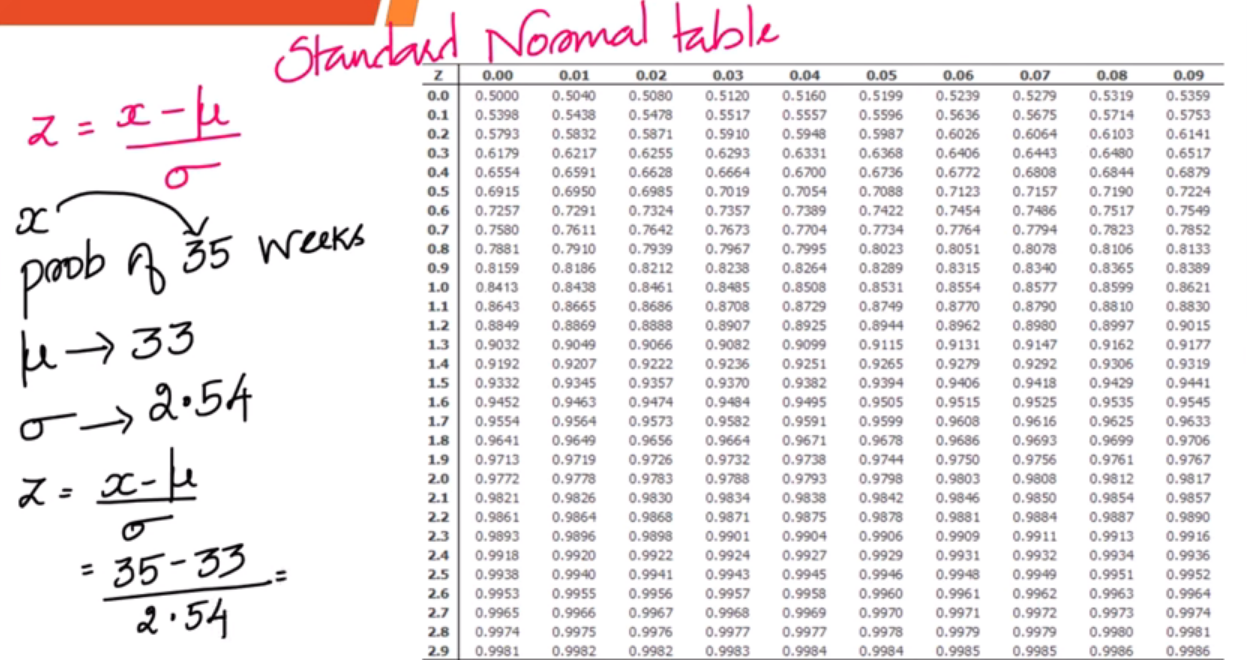 Standard Normal table
z = x - μ / σ
x
prob of 35 weeks
μ → 33
σ → 2.54
z = x - μ / σ
= 35 - 33 / 2.54 =
Z 0.00 0.01 0.02 0.03 0.04 0.05 0.06 0.07 0.08 0.09
0.0 0.5000 0.5040 0.5080 0.5120 0.5160 0.5199 0.5239 0.5279 0.5319 0.5359
0.1 0.5398 0.5438 0.5478 0.5517 0.5557 0.5596 0.5636 0.5675 0.5714 0.5753
0.2 0.5793 0.5832 0.5871 0.5910 0.5948 0.5987 0.6026 0.6064 0.6103 0.6141
0.3 0.6179 0.6217 0.6255 0.6293 0.6331 0.6368 0.6406 0.6443 0.6480 0.6517
0.4 0.6554 0.6591 0.6628 0.6664 0.6700 0.6736 0.6772 0.6808 0.6844 0.6879
0.5 0.6915 0.6950 0.6985 0.7019 0.7054 0.7088 0.7123 0.7157 0.7190 0.7224
0.6 0.7257 0.7291 0.7324 0.7357 0.7389 0.7422 0.7454 0.7486 0.7517 0.7549
0.7 0.7580 0.7611 0.7642 0.7673 0.7704 0.7734 0.7764 0.7794 0.7823 0.7852
0.8 0.7881 0.7910 0.7939 0.7967 0.7995 0.8023 0.8051 0.8078 0.8106 0.8133
0.9 0.8159 0.8186 0.8212 0.8238 0.8264 0.8289 0.8315 0.8340 0.8365 0.8389
1.0 0.8413 0.8438 0.8461 0.8485 0.8508 0.8531 0.8554 0.8577 0.8599 0.8621
1.1 0.8643 0.8665 0.8686 0.8708 0.8729 0.8749 0.8770 0.8790 0.8810 0.8830
1.2 0.8849 0.8869 0.8888 0.8907 0.8925 0.8944 0.8962 0.8980 0.8997 0.9015
1.3 0.9032 0.9049 0.9066 0.9082 0.9099 0.9115 0.9131 0.9147 0.9162 0.9177
1.4 0.9192 0.9207 0.9222 0.9236 0.9251 0.9265 0.9279 0.9292 0.9306 0.9319
1.5 0.9332 0.9345 0.9357 0.9370 0.9382 0.9394 0.9406 0.9418 0.9429 0.9441
1.6 0.9452 0.9463 0.9474 0.9484 0.9495 0.9505 0.9515 0.9525 0.9535 0.9545
1.7 0.9554 0.9564 0.9573 0.9582 0.9591 0.9599 0.9608 0.9616 0.9625 0.9633
1.8 0.9641 0.9649 0.9656 0.9664 0.9671 0.9678 0.9686 0.9693 0.9699 0.9706
1.9 0.9713 0.9719 0.9726 0.9732 0.9738 0.9744 0.9750 0.9756 0.9761 0.9767
2.0 0.9772 0.9778 0.9783 0.9788 0.9793 0.9798 0.9803 0.9808 0.9812 0.9817
2.1 0.9821 0.9826 0.9830 0.9834 0.9838 0.9842 0.9846 0.9850 0.9854 0.9857
2.2 0.9861 0.9864 0.9868 0.9871 0.9875 0.9878 0.9881 0.9884 0.9887 0.9890
2.3 0.9893 0.9896 0.9898 0.9901 0.9904 0.9906 0.9909 0.9911 0.9913 0.9916
2.4 0.9918 0.9920 0.9922 0.9924 0.9927 0.9929 0.9931 0.9932 0.9934 0.9936
2.5 0.9938 0.9940 0.9941 0.9943 0.9945 0.9946 0.9948 0.9949 0.9951 0.9952
2.6 0.9953 0.9955 0.9956 0.9957 0.9958 0.9960 0.9961 0.9962 0.9963 0.9964
2.7 0.9965 0.9966 0.9967 0.9968 0.9969 0.9970 0.9971 0.9972 0.9973 0.9974
2.8 0.9974 0.9975 0.9976 0.9977 0.9977 0.9978 0.9979 0.9979 0.9980 0.9981
2.9 0.9981 0.9982 0.9982 0.9983 0.9984 0.9984 0.9985 0.9985 0.9986 0.9986